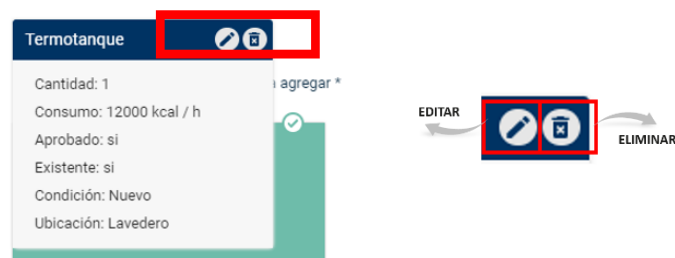 Termotanque
agregar *
Cantidad: 1
Consumo: 12000 kcal / h
Aprobado: si
Existente: si
Condición: Nuevo
Ubicación: Lavedero
EDITAR
ELIMINAR